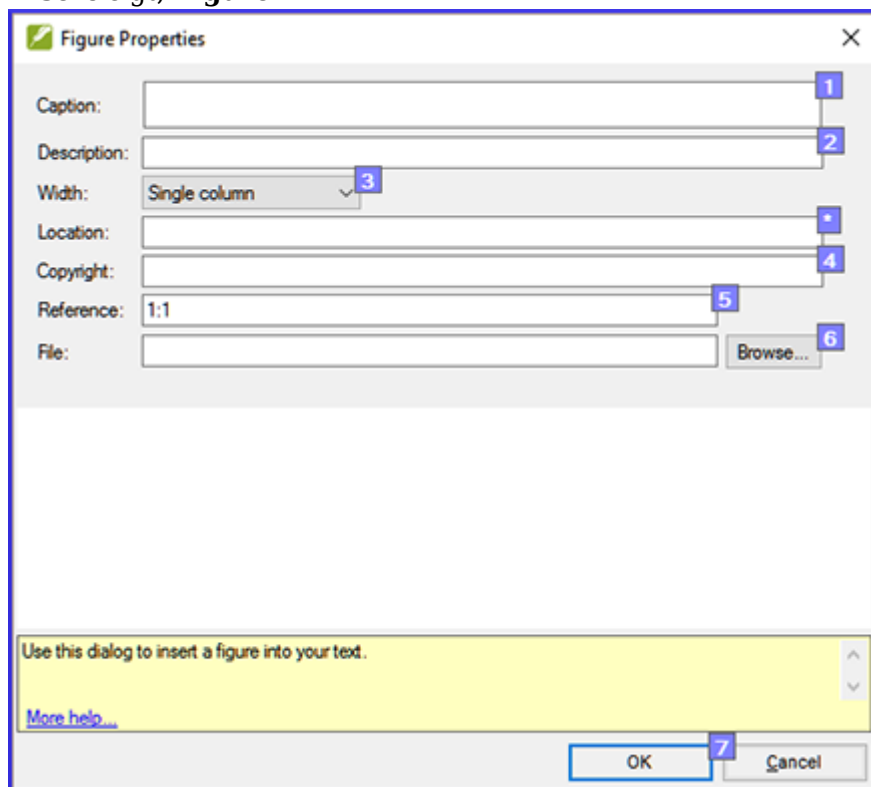 Figure Properties
Caption: 1
Description: 2
Width: Single column 3
Location: *
Copyright: 4
Reference: 1:1 5
File: Browse... 6
Use this dialog to insert a figure into your text.
More help...
OK 7 Cancel